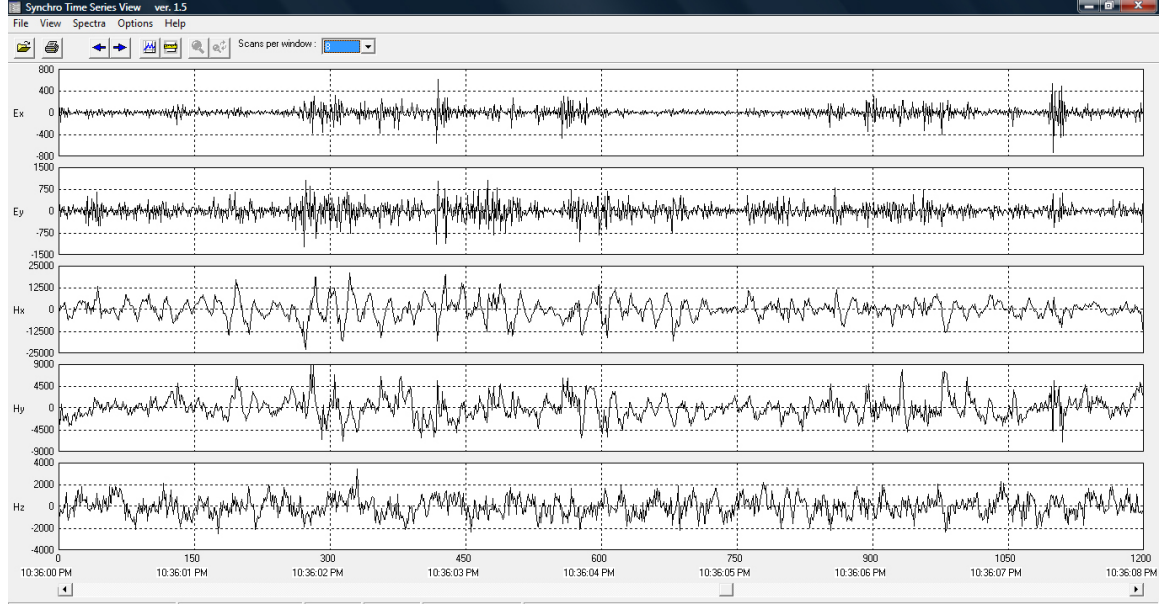 Synchro Time Series View ver. 1.5
File View Spectra Options Help
Scans per window : 8
800
400
Ex 0
-400
-800
1500
750
Ey 0
-750
-1500
25000
12500
Hx 0
-12500
-25000
9000
4500
Hy 0
-4500
-9000
4000
2000
Hz 0
-2000
-4000
0 150 300 450 600 750 900 1050 1200
10:36:00 PM 10:36:01 PM 10:36:02 PM 10:36:03 PM 10:36:04 PM 10:36:05 PM 10:36:06 PM 10:36:07 PM 10:36:08 PM